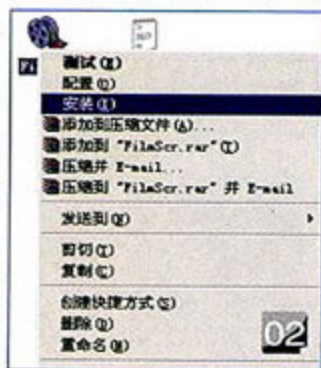 测试(E)
配置(O)
安装(I)
添加到压缩文件(A)...
添加到 "FilmScr.rar"(T)
压缩并 E-mail...
压缩到 "FilmScr.rar" 并 E-mail
发送到(N)
剪切(T)
复制(C)
创建快捷方式(S)
删除(D)
重命名(M)
02